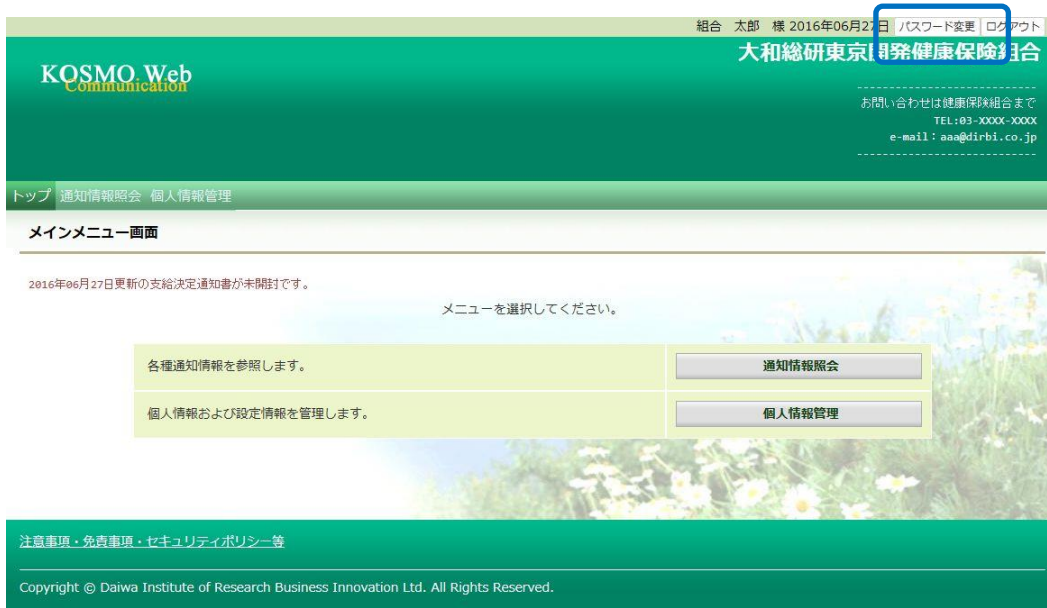 組合 太郎 様 2016年06月27日 パスワード変更 ログアウト
大和総研東京開発健康保険組合
KOSMO Web
Communication
お問い合わせは健康保険組合まで
TEL:03-XXXX-XXXX
e-mail：aaa@dirbi.co.jp
トップ 通知情報照会 個人情報管理
メインメニュー画面
2016年06月27日更新の支給決定通知書が未開封です。
メニューを選択してください。
各種通知情報を参照します。 通知情報照会
個人情報および設定情報を管理します。 個人情報管理
注意事項・免責事項・セキュリティポリシー等
Copyright © Daiwa Institute of Research Business Innovation Ltd. All Rights Reserved.